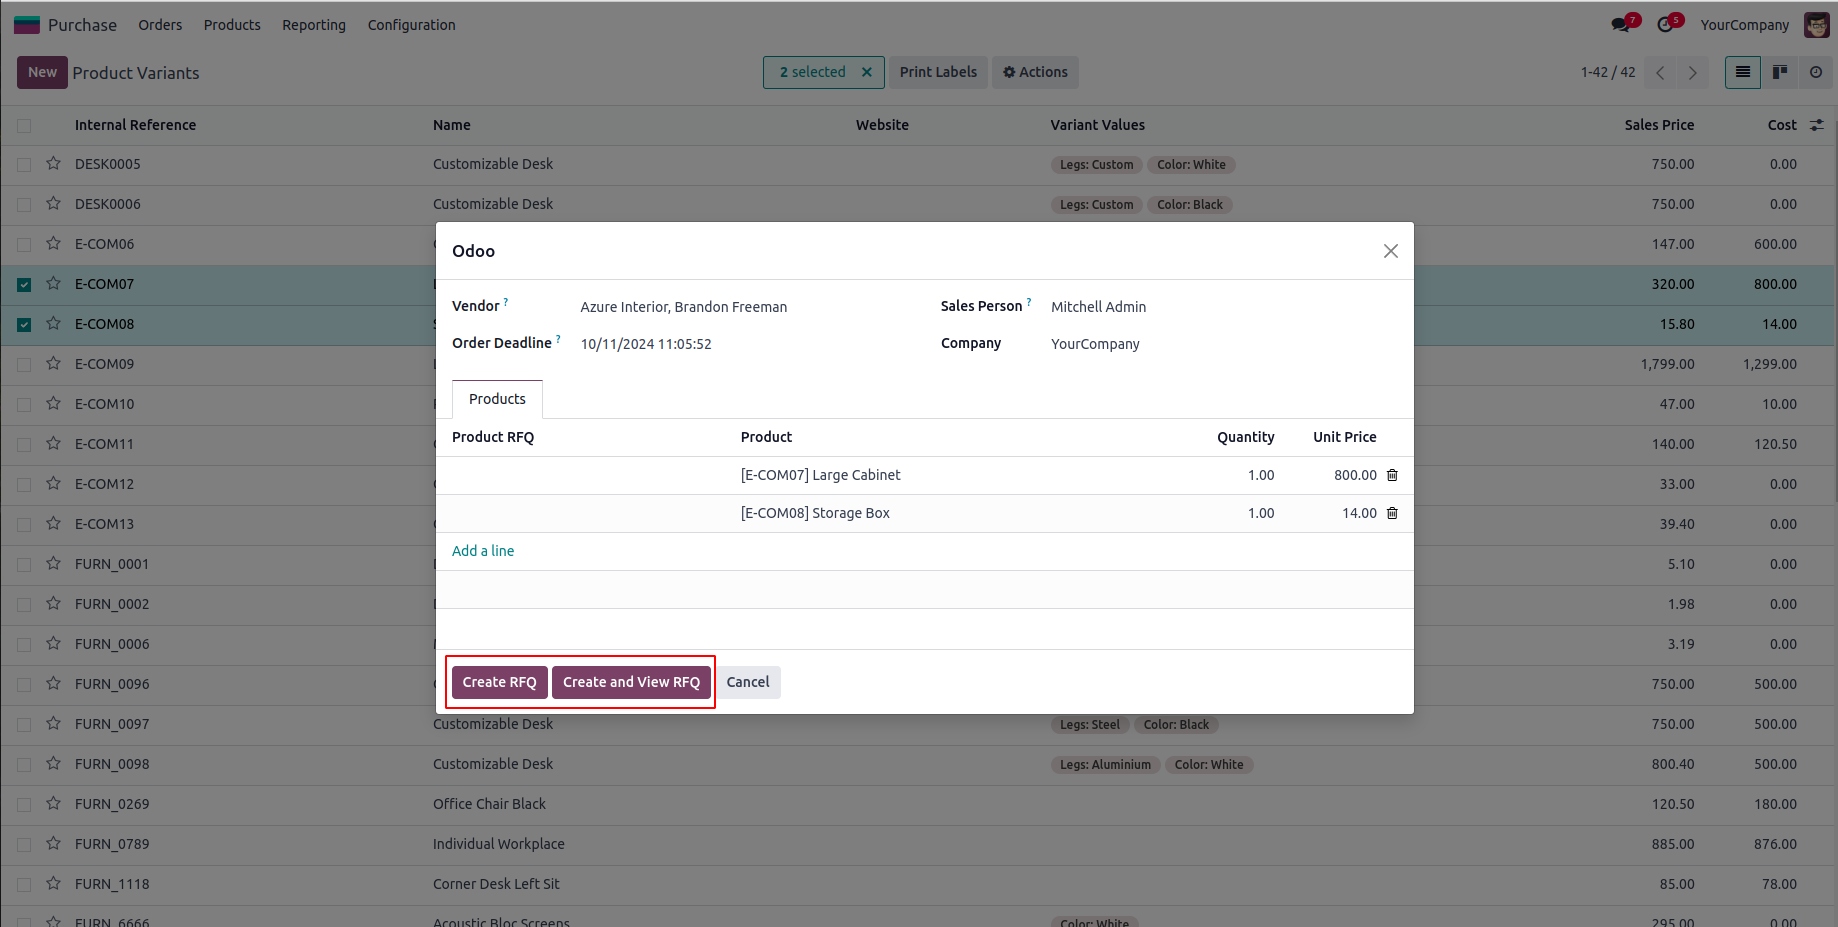 Purchase Orders Products Reporting Configuration 7 5 YourCompany
New Product Variants 2 selected × Print Labels Actions 1-42 / 42
Internal Reference Name Website Variant Values Sales Price Cost
DESK0005 Customizable Desk Legs: Custom Color: White 750.00 0.00
DESK0006 Customizable Desk Legs: Custom Color: Black 750.00 0.00
E-COM06 147.00 600.00
E-COM07 320.00 800.00
E-COM08 15.80 14.00
E-COM09 1,799.00 1,299.00
E-COM10 47.00 10.00
E-COM11 140.00 120.50
E-COM12 33.00 0.00
E-COM13 39.40 0.00
FURN_0001 5.10 0.00
FURN_0002 1.98 0.00
FURN_0006 3.19 0.00
FURN_0096 750.00 500.00
FURN_0097 Customizable Desk Legs: Steel Color: Black 750.00 500.00
FURN_0098 Customizable Desk Legs: Aluminium Color: White 800.40 500.00
FURN_0269 Office Chair Black 120.50 180.00
FURN_0789 Individual Workplace 885.00 876.00
FURN_1118 Corner Desk Left Sit 85.00 78.00
FURN_6666 Acoustic Bloc Screens Color: White 295.00 0.00
Odoo
Vendor ? Azure Interior, Brandon Freeman Sales Person ? Mitchell Admin
Order Deadline ? 10/11/2024 11:05:52 Company YourCompany
Products
Product RFQ Product Quantity Unit Price
[E-COM07] Large Cabinet 1.00 800.00
[E-COM08] Storage Box 1.00 14.00
Add a line
Create RFQ Create and View RFQ Cancel